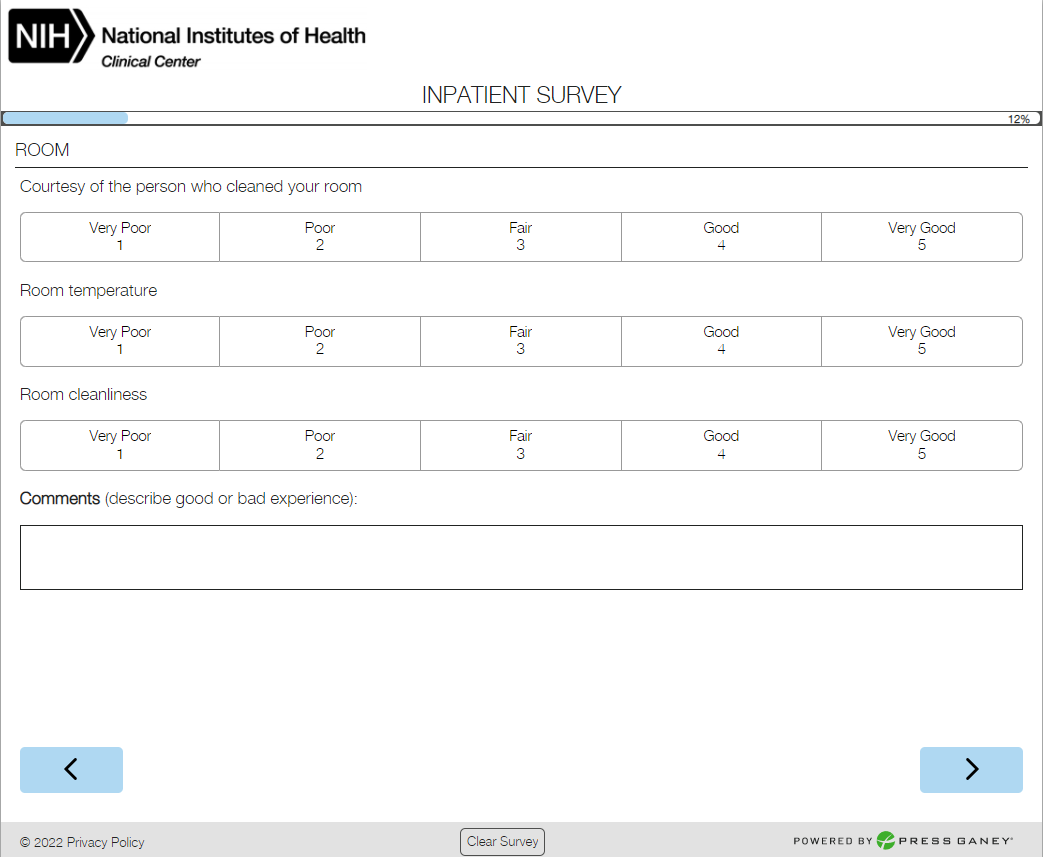 NIH
National Institutes of Health
Clinical Center
INPATIENT SURVEY
12%
ROOM
Courtesy of the person who cleaned your room
Very Poor Poor Fair Good Very Good
1 2 3 4 5
Room temperature
Very Poor Poor Fair Good Very Good
1 2 3 4 5
Room cleanliness
Very Poor Poor Fair Good Very Good
1 2 3 4 5
Comments (describe good or bad experience):
© 2022 Privacy Policy Clear Survey POWERED BY PRESS GANEY